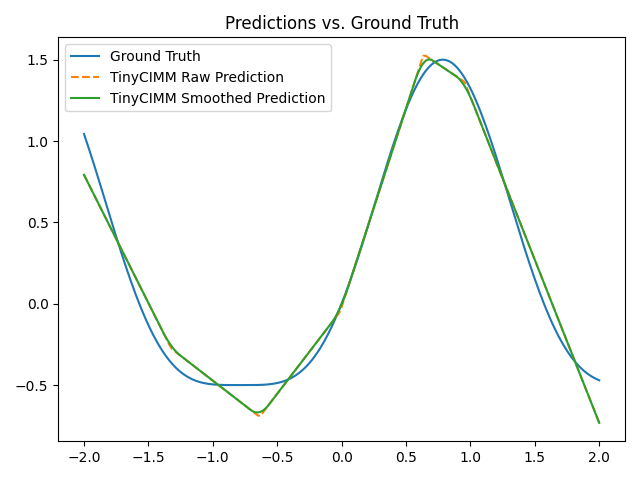 Predictions vs. Ground Truth
Ground Truth
TinyCIMM Raw Prediction
TinyCIMM Smoothed Prediction
1.5
1.0
0.5
0.0
−0.5
−2.0 −1.5 −1.0 −0.5 0.0 0.5 1.0 1.5 2.0